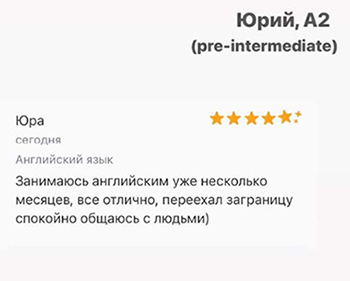 Юрий, A2
(pre-intermediate)
Юра
сегодня
Английский язык
Занимаюсь английским уже несколько
месяцев, все отлично, переехал заграницу
спокойно общаюсь с людьми)